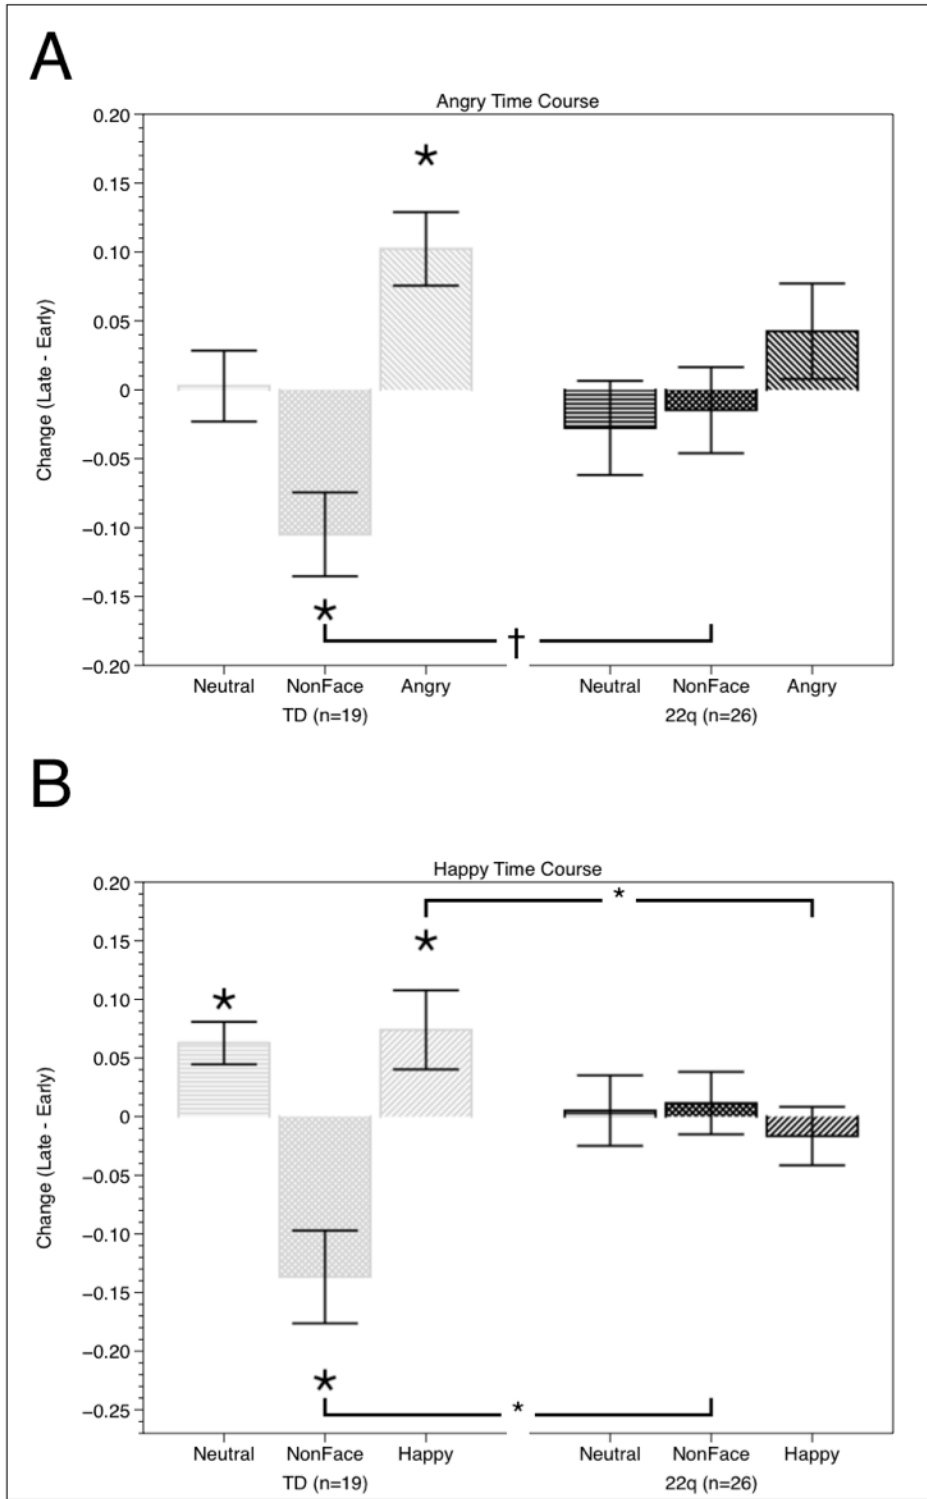 A
Angry Time Course
0.20
0.15
0.10
0.05
0
−0.05
−0.10
−0.15
−0.20
Change (Late - Early)
*
*
†
Neutral NonFace Angry Neutral NonFace Angry
TD (n=19) 22q (n=26)
B
Happy Time Course
0.20
0.15
0.10
0.05
0
−0.05
−0.10
−0.15
−0.20
−0.25
Change (Late - Early)
*
*
*
*
*
Neutral NonFace Happy Neutral NonFace Happy
TD (n=19) 22q (n=26)